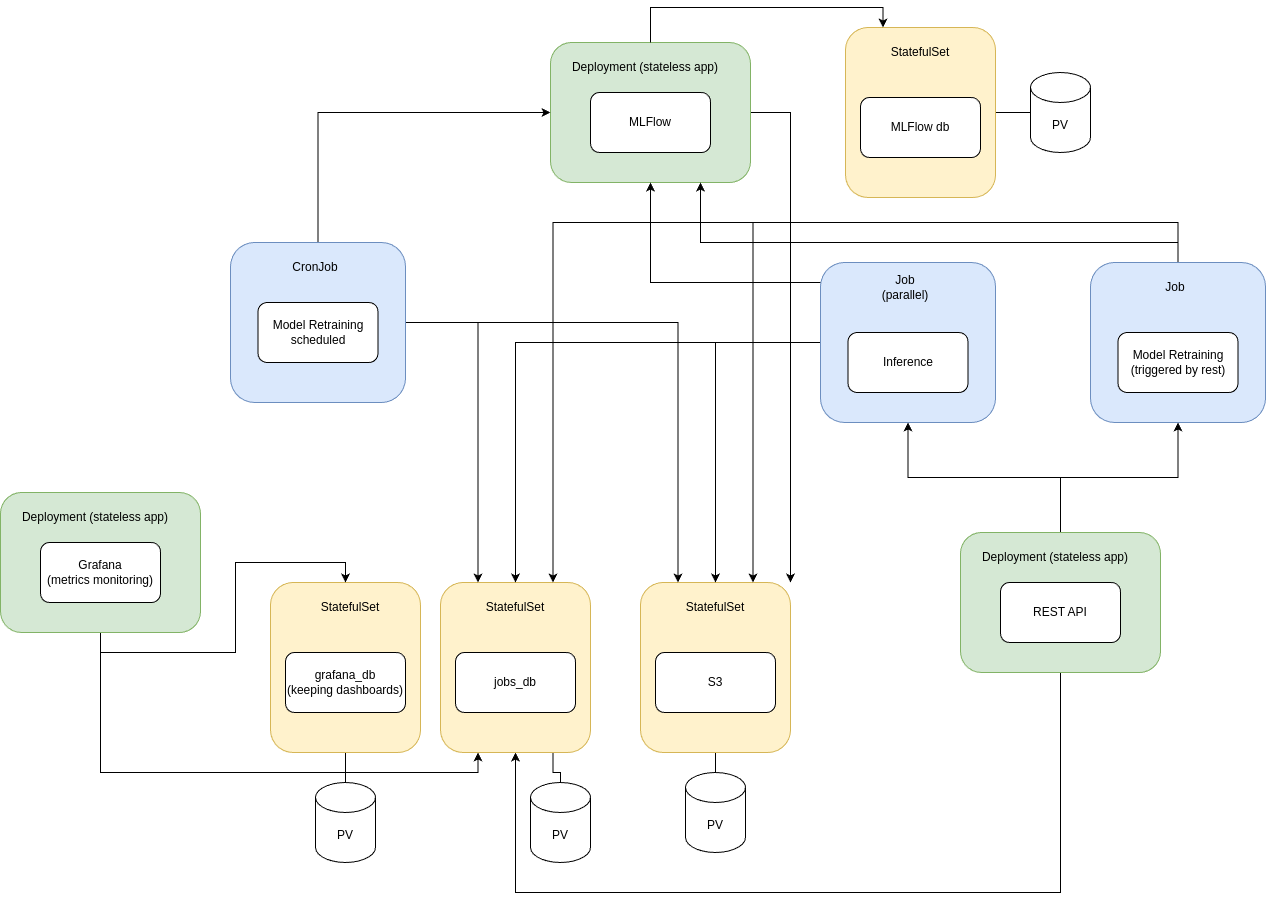 StatefulSet
Deployment (stateless app)
MLFlow
MLFlow db
PV
CronJob
Model Retraining
scheduled
Job
(parallel)
Inference
Job
Model Retraining
(triggered by rest)
Deployment (stateless app)
Grafana
(metrics monitoring)
Deployment (stateless app)
REST API
StatefulSet
grafana_db
(keeping dashboards)
StatefulSet
jobs_db
StatefulSet
S3
PV
PV
PV